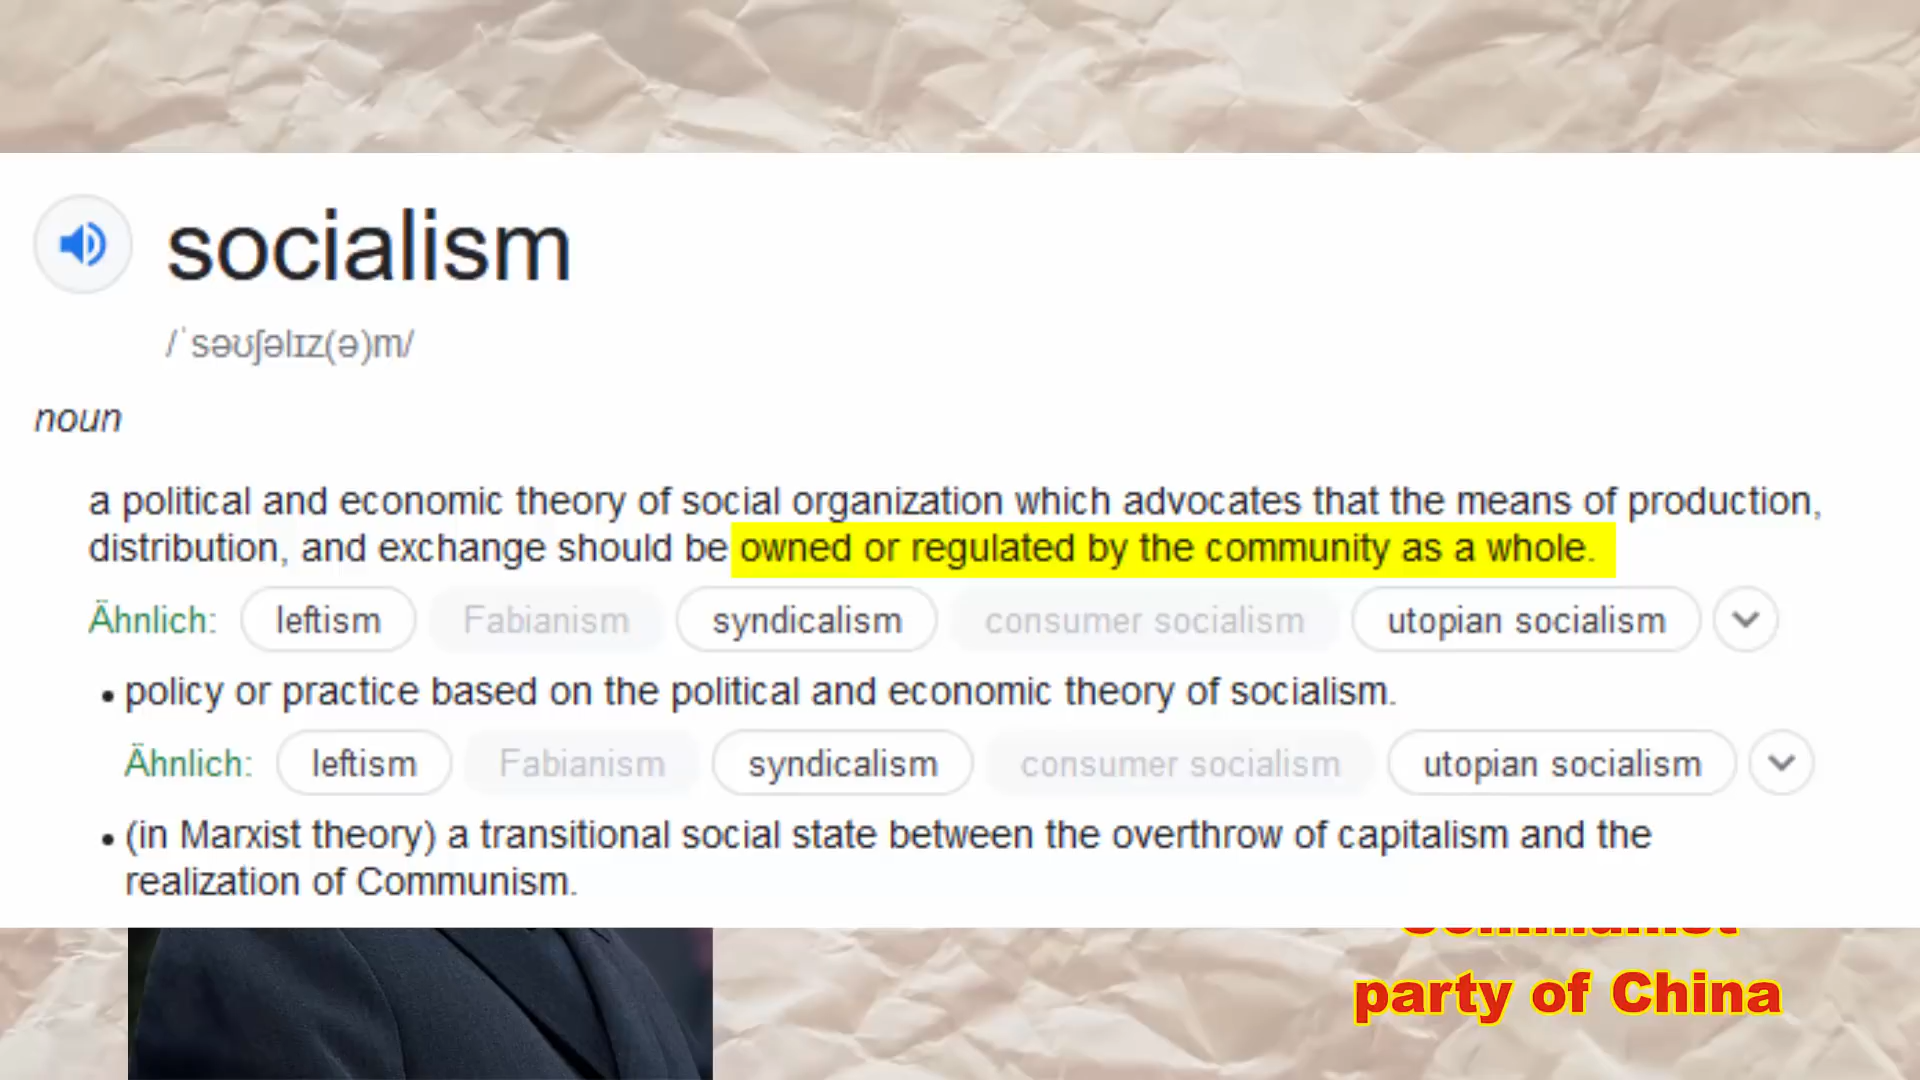 socialism
/ˈsəʊʃəlɪz(ə)m/
noun
a political and economic theory of social organization which advocates that the means of production,
distribution, and exchange should be owned or regulated by the community as a whole.
Ähnlich: leftism Fabianism syndicalism consumer socialism utopian socialism
• policy or practice based on the political and economic theory of socialism.
Ähnlich: leftism Fabianism syndicalism consumer socialism utopian socialism
• (in Marxist theory) a transitional social state between the overthrow of capitalism and the
realization of Communism.
party of China